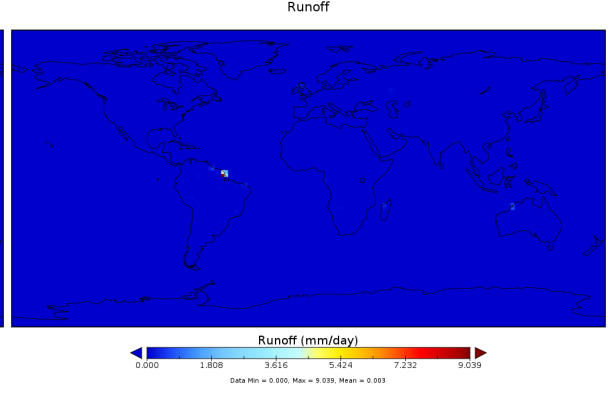 Runoff
Runoff (mm/day)
0.000 1.808 3.616 5.424 7.232 9.039
Data Min = 0.000, Max = 9.039, Mean = 0.003